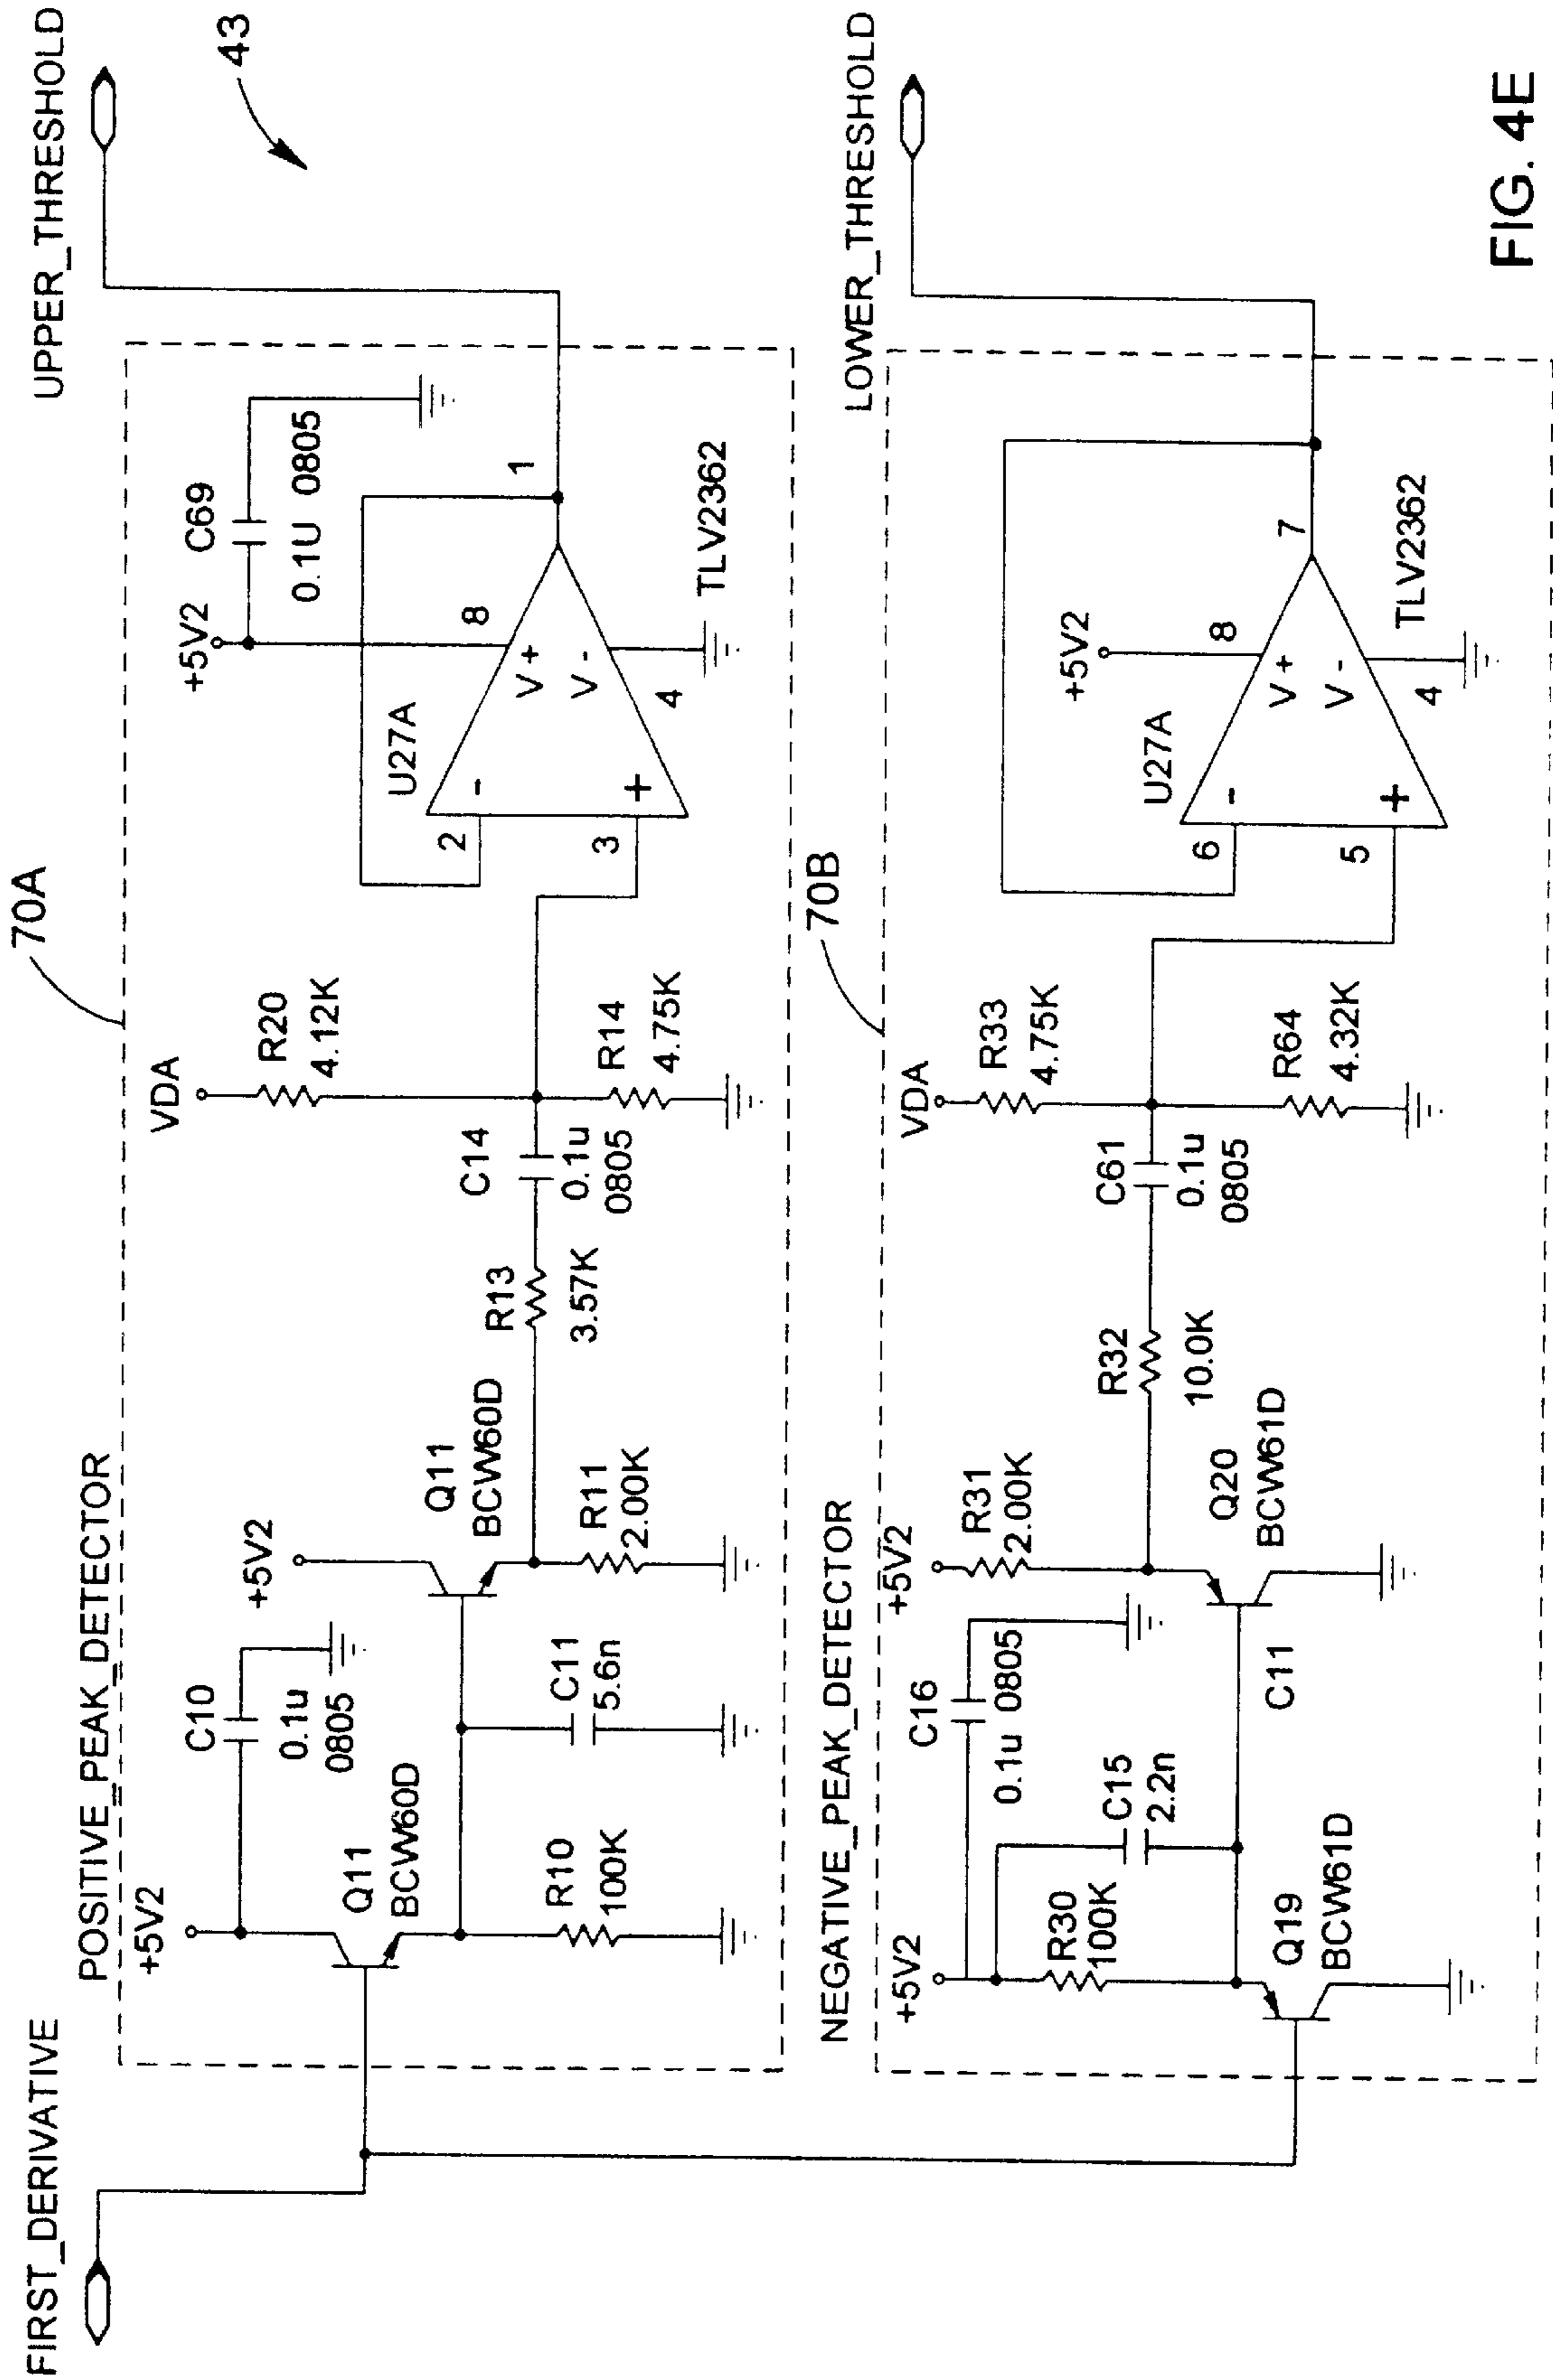 FIRST_DERIVATIVE
POSITIVE_PEAK_DETECTOR
70A
UPPER_THRESHOLD
43
+5V2
C10
0.1u
0805
Q11
BCW60D
R10
100K
C11
5.6n
+5V2
Q11
BCW60D
R11
2.00K
R13
3.57K
C14
0.1u
0805
VDA
R20
4.12K
R14
4.75K
+5V2
C69
0.1U 0805
U27A
2
-
3
+
8
V +
V -
4
1
TLV2362
NEGATIVE_PEAK_DETECTOR
70B
LOWER_THRESHOLD
+5V2
C16
0.1u 0805
R30
100K
C15
2.2n
Q19
BCW61D
+5V2
R31
2.00K
C11
Q20
BCW61D
R32
10.0K
C61
0.1u
0805
VDA
R33
4.75K
R64
4.32K
+5V2
U27A
6
-
5
+
8
V +
V -
4
7
TLV2362
FIG. 4E